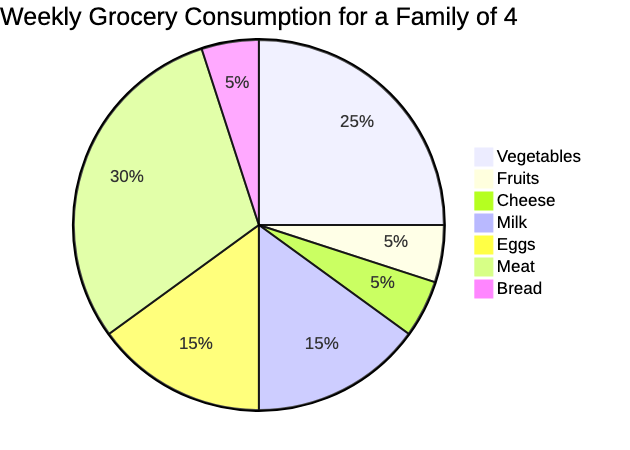 Weekly Grocery Consumption for a Family of 4
5%
25%
30%
5%
5%
15%
15%
Vegetables
Fruits
Cheese
Milk
Eggs
Meat
Bread